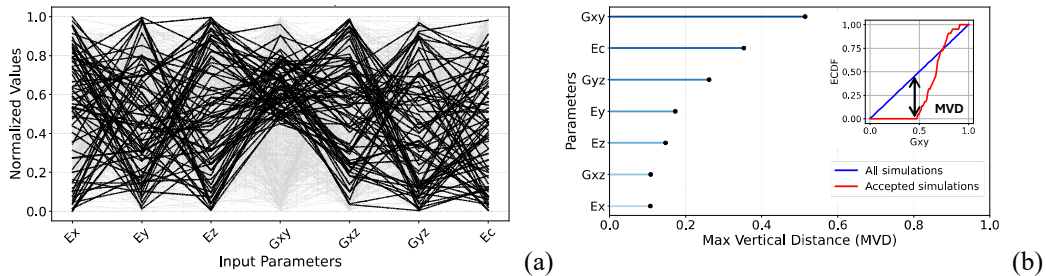 Normalized Values
1.0
0.8
0.6
0.4
0.2
0.0
Ex
Ey
Ez
Gxy
Gxz
Gyz
Ec
Input Parameters
(a)
Parameters
Gxy
Ec
Gyz
Ey
Ez
Gxz
Ex
0.0
0.2
0.4
0.6
0.8
1.0
Max Vertical Distance (MVD)
ECDF
1,00
0.75
0.50
0.25
0.00
MVD
0.0
0.5
1.0
Gxy
All simulations
Accepted simulations
(b)